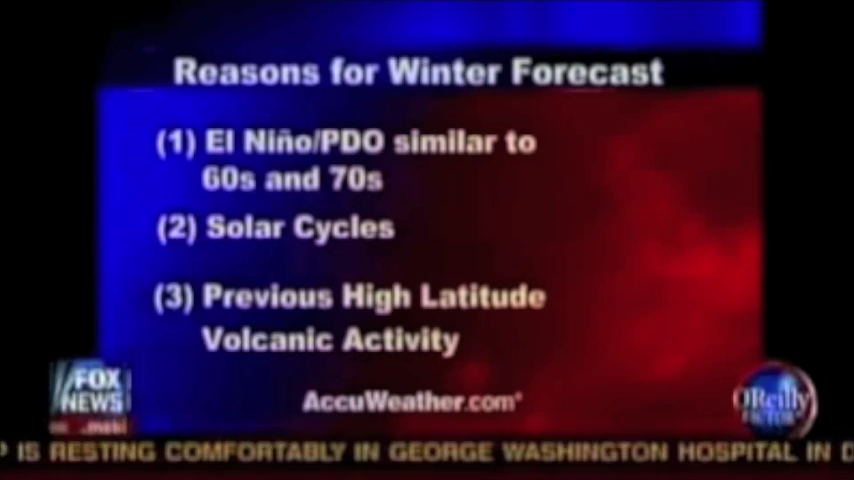 Reasons for Winter Forecast
(1) El Niño/PDO similar to
60s and 70s
(2) Solar Cycles
(3) Previous High Latitude
Volcanic Activity
AccuWeather.com®
FOX
NEWS
O'Reilly
FACTOR
P IS RESTING COMFORTABLY IN GEORGE WASHINGTON HOSPITAL IN D